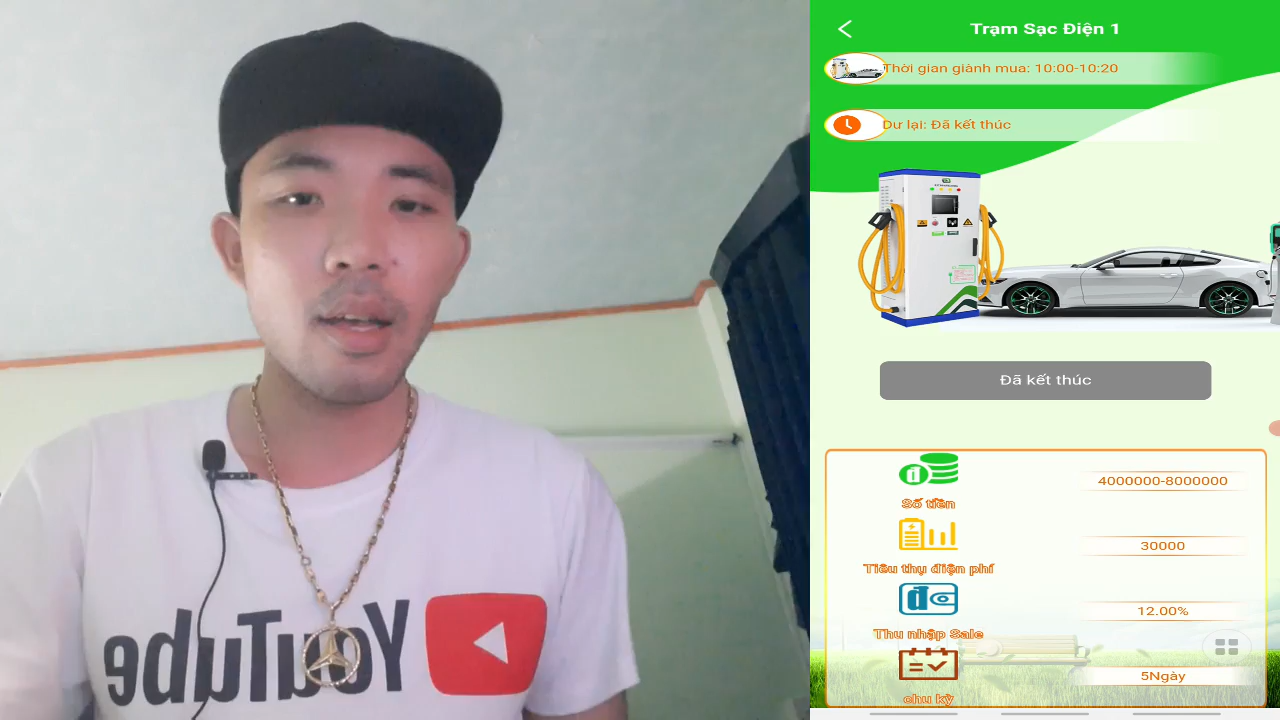 Trạm Sạc Điện 1
Thời gian giành mua: 10:00-10:20
Dư lại: Đã kết thúc
Đã kết thúc
4000000-8000000
Số tiền
30000
Tiêu thụ điện phí
12.00%
Thu nhập Sale
5Ngày
chu kỳ
YouTube